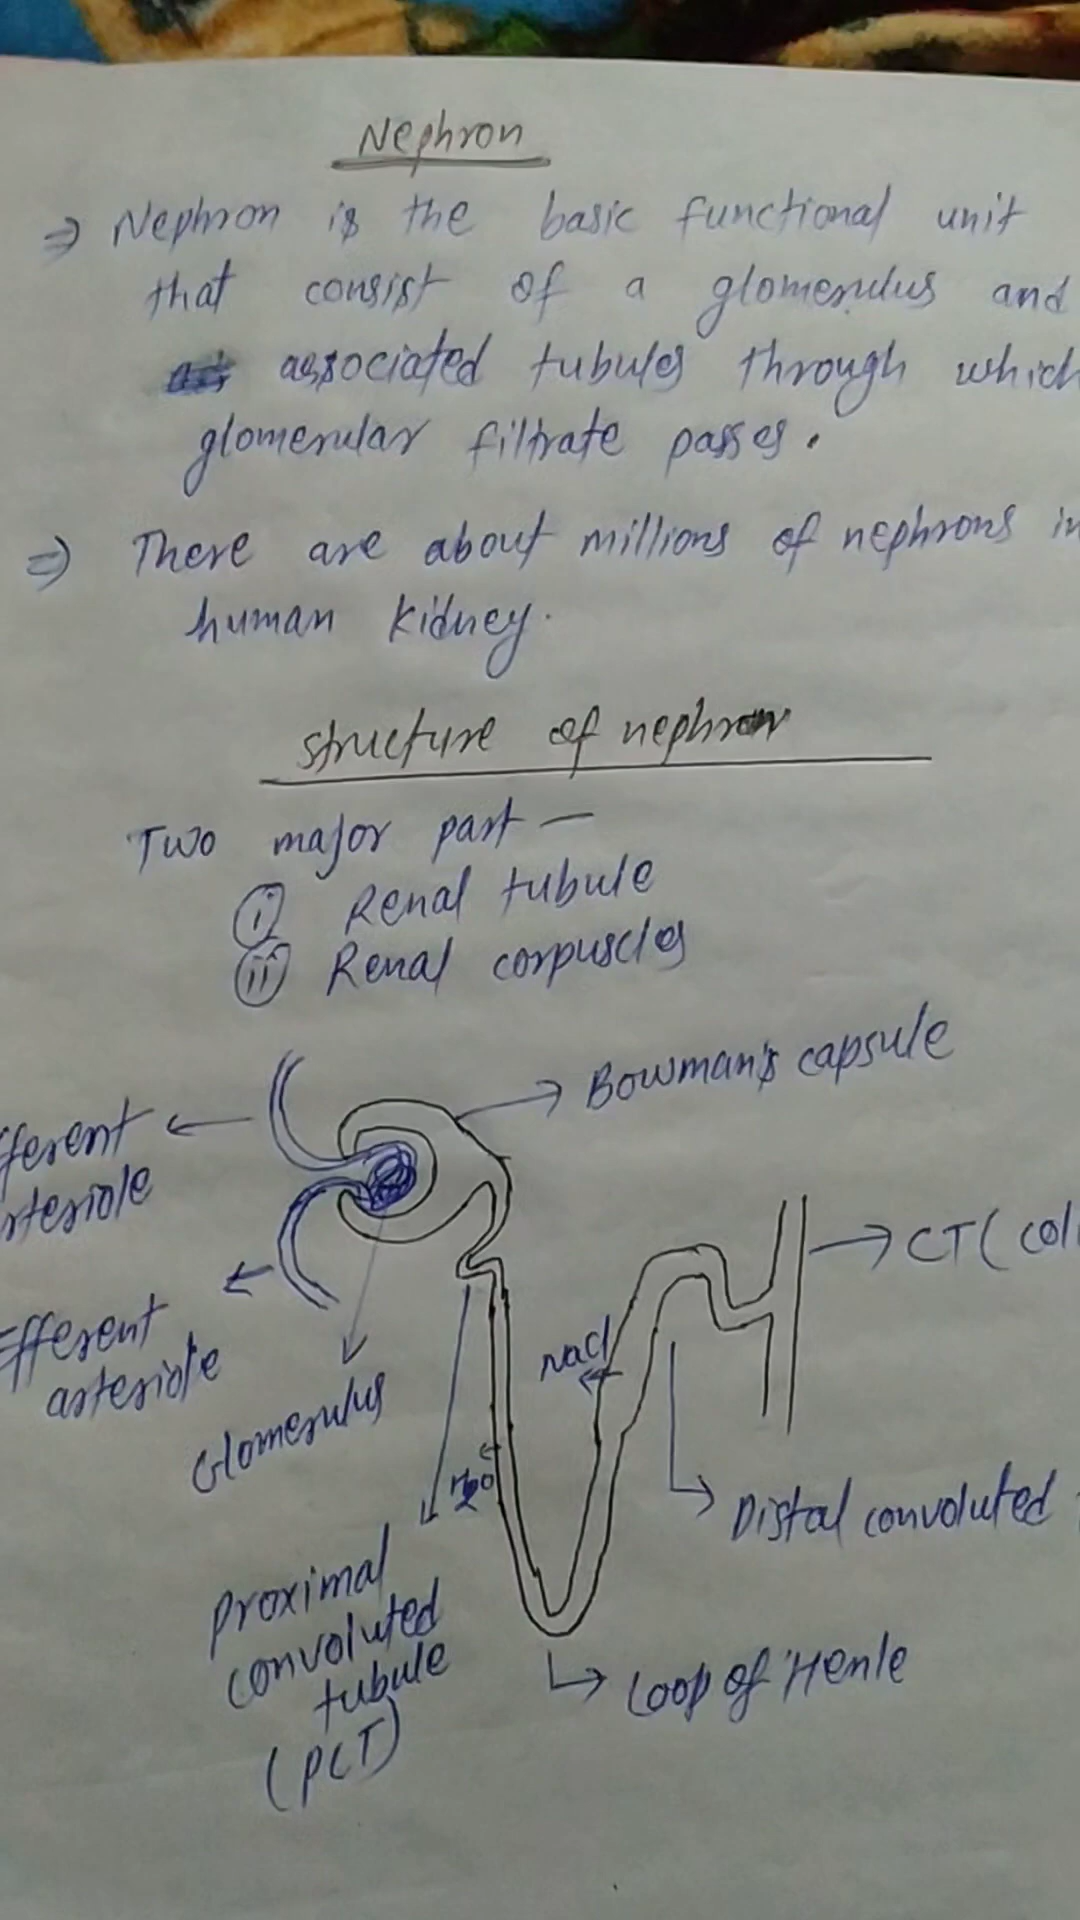 Nephron
⇒ Nephron is the basic functional unit
that consist of a glomerulus and
associated tubules through which
glomerular filtrate passes.
⇒ There are about millions of nephrons in
human kidney.
structure of nephron
Two major part —
(i) Renal tubule
(ii) Renal corpuscles
→ Bowman's capsule
fferent
rteriole
→ CT( col
Efferent
arteriole
Glomerulus
NaCl
H2O
Distal convoluted
proximal
convoluted
tubule
(PCT)
Loop of Henle